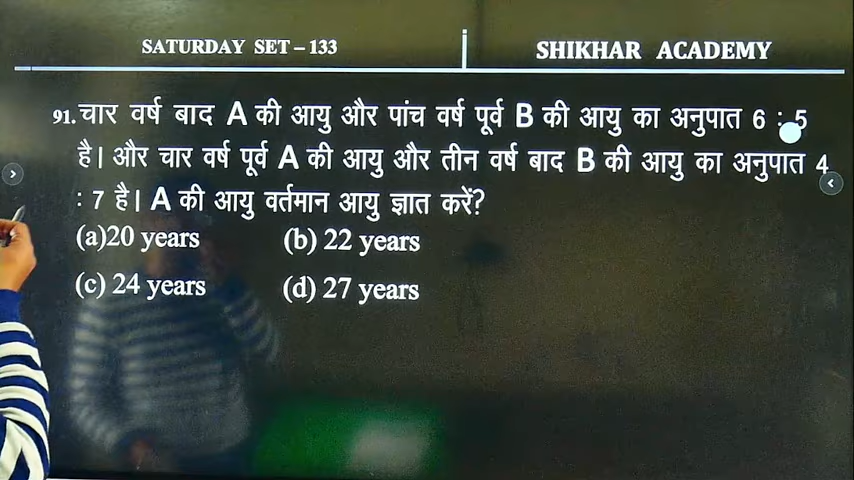 SATURDAY SET – 133
SHIKHAR ACADEMY
91. चार वर्ष बाद A की आयु और पांच वर्ष पूर्व B की आयु का अनुपात 6 : 5
है। और चार वर्ष पूर्व A की आयु और तीन वर्ष बाद B की आयु का अनुपात 4
: 7 है। A की आयु वर्तमान आयु ज्ञात करें?
(a)20 years (b) 22 years
(c) 24 years (d) 27 years